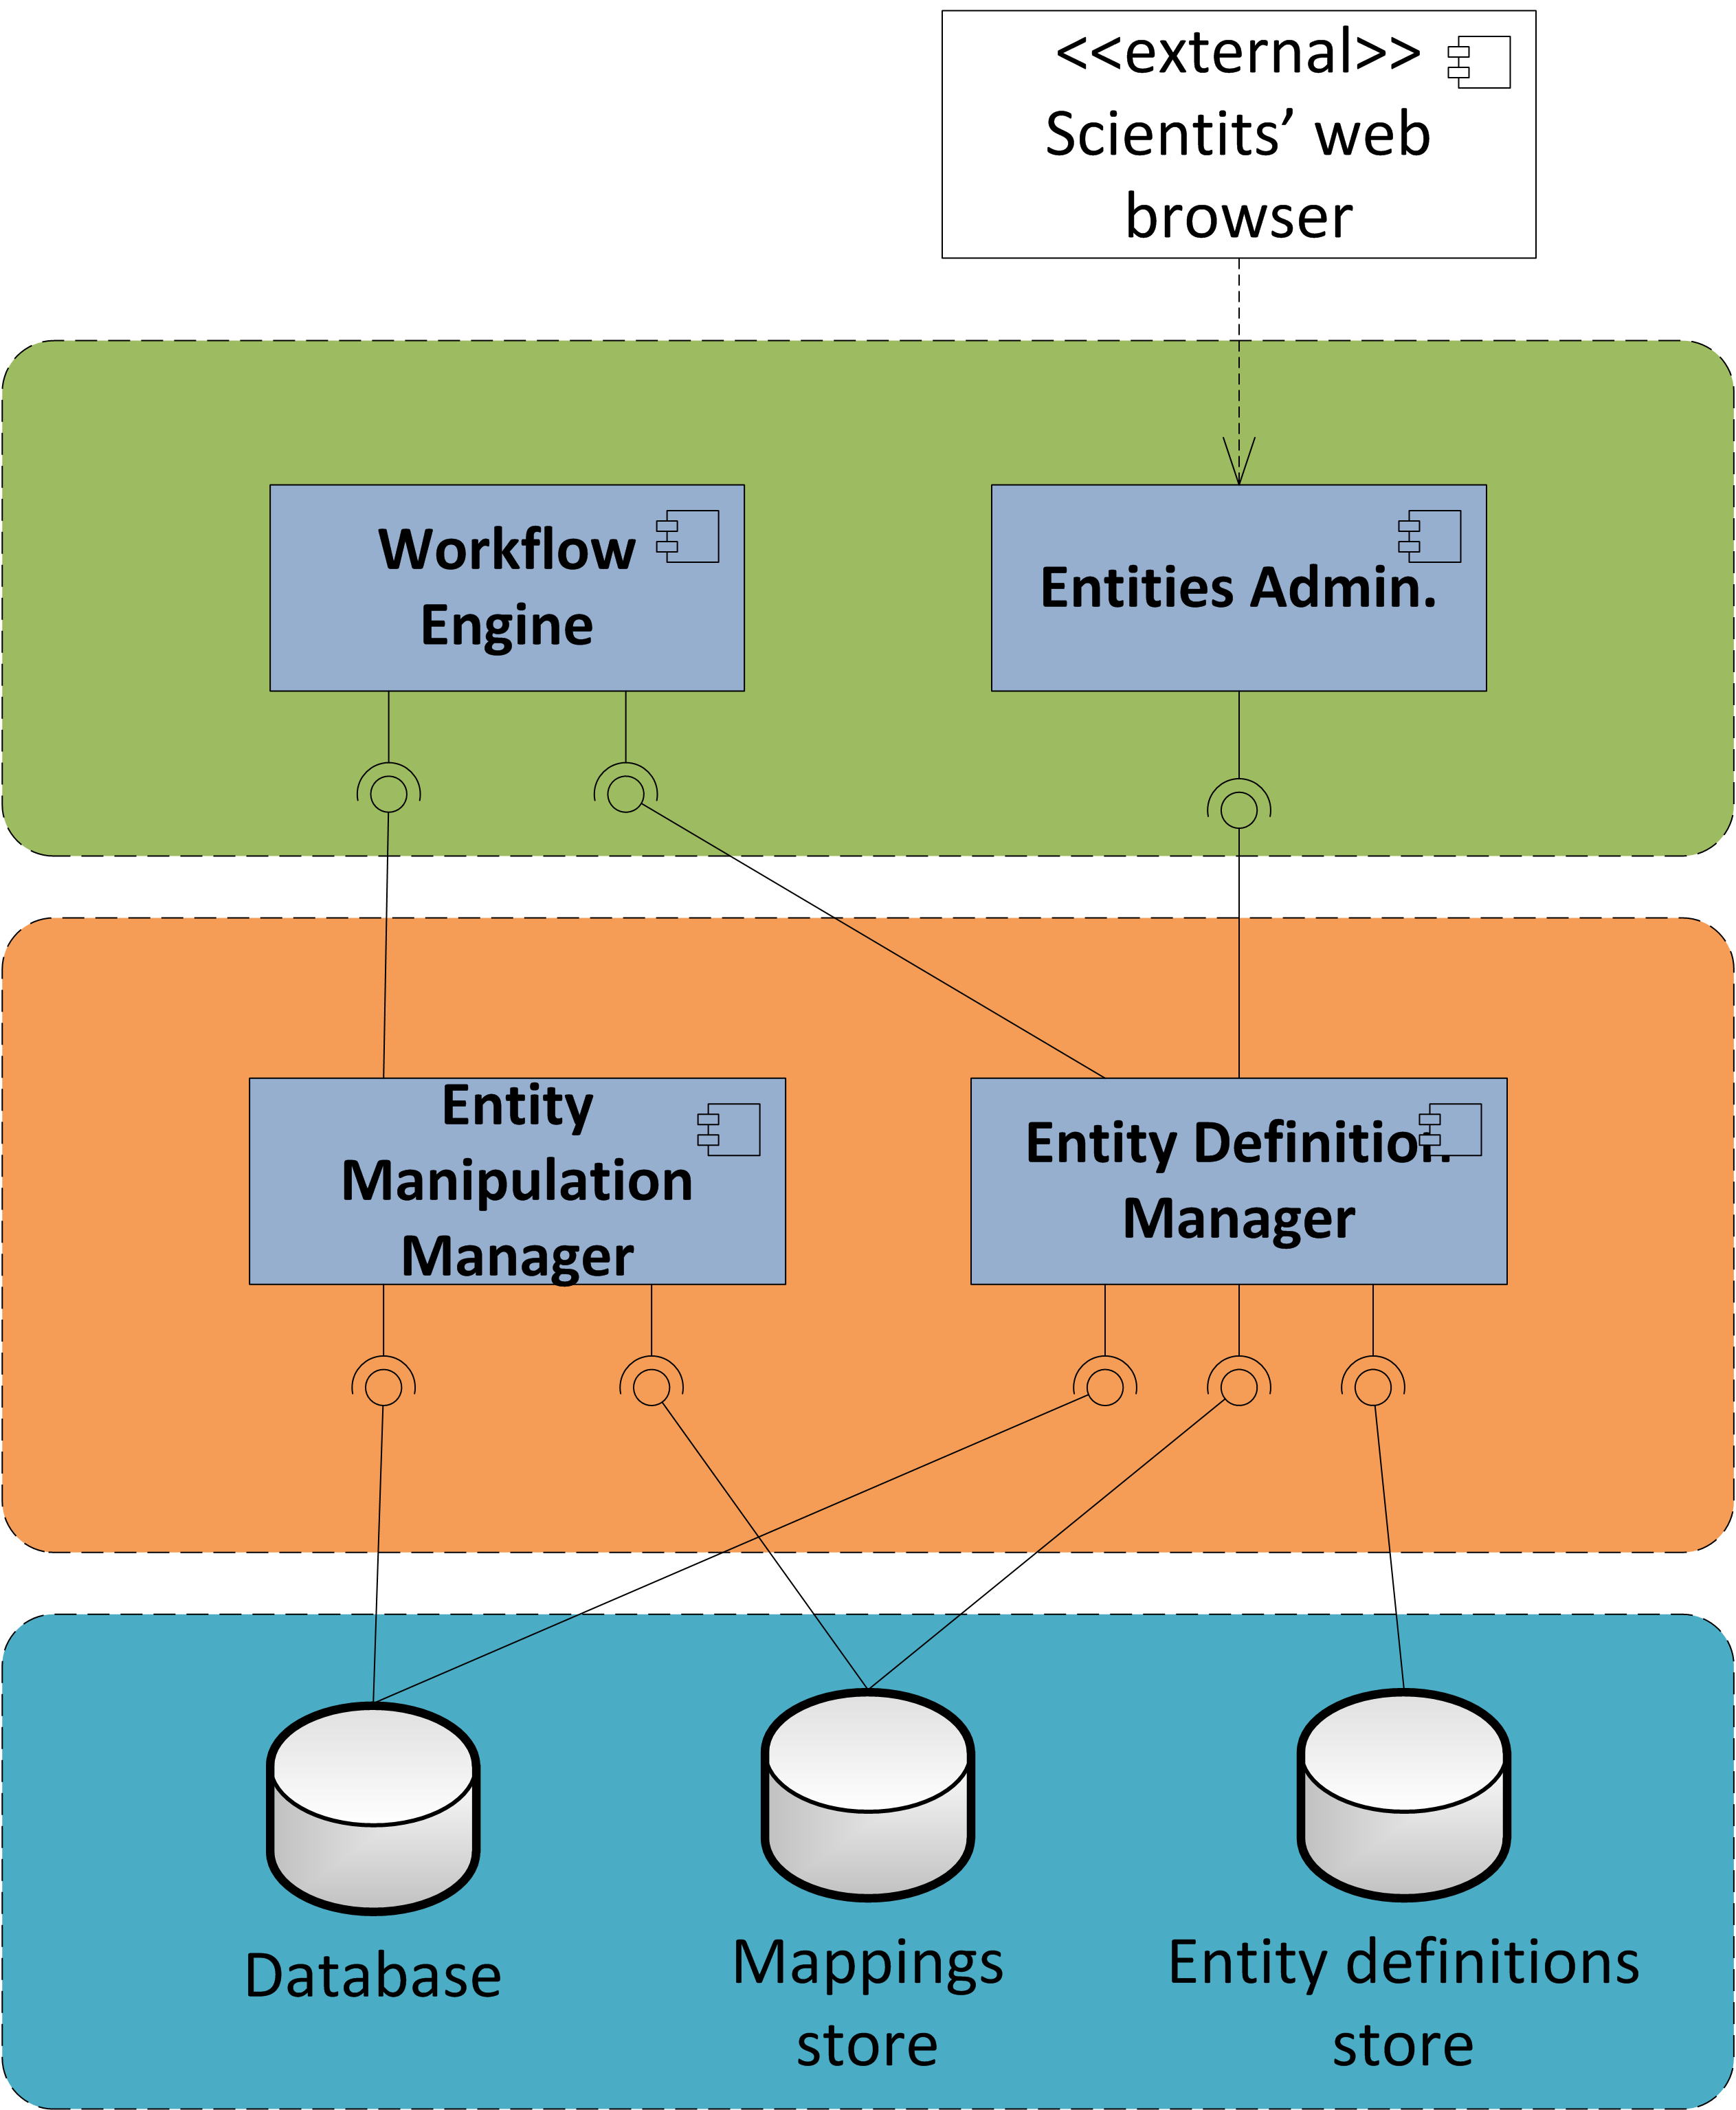 <<external>>
Scientits’ web
browser
Workflow
Engine
Entities Admin.
Entity
Manipulation
Manager
Entity Definition
Manager
Database
Mappings
store
Entity definitions
store